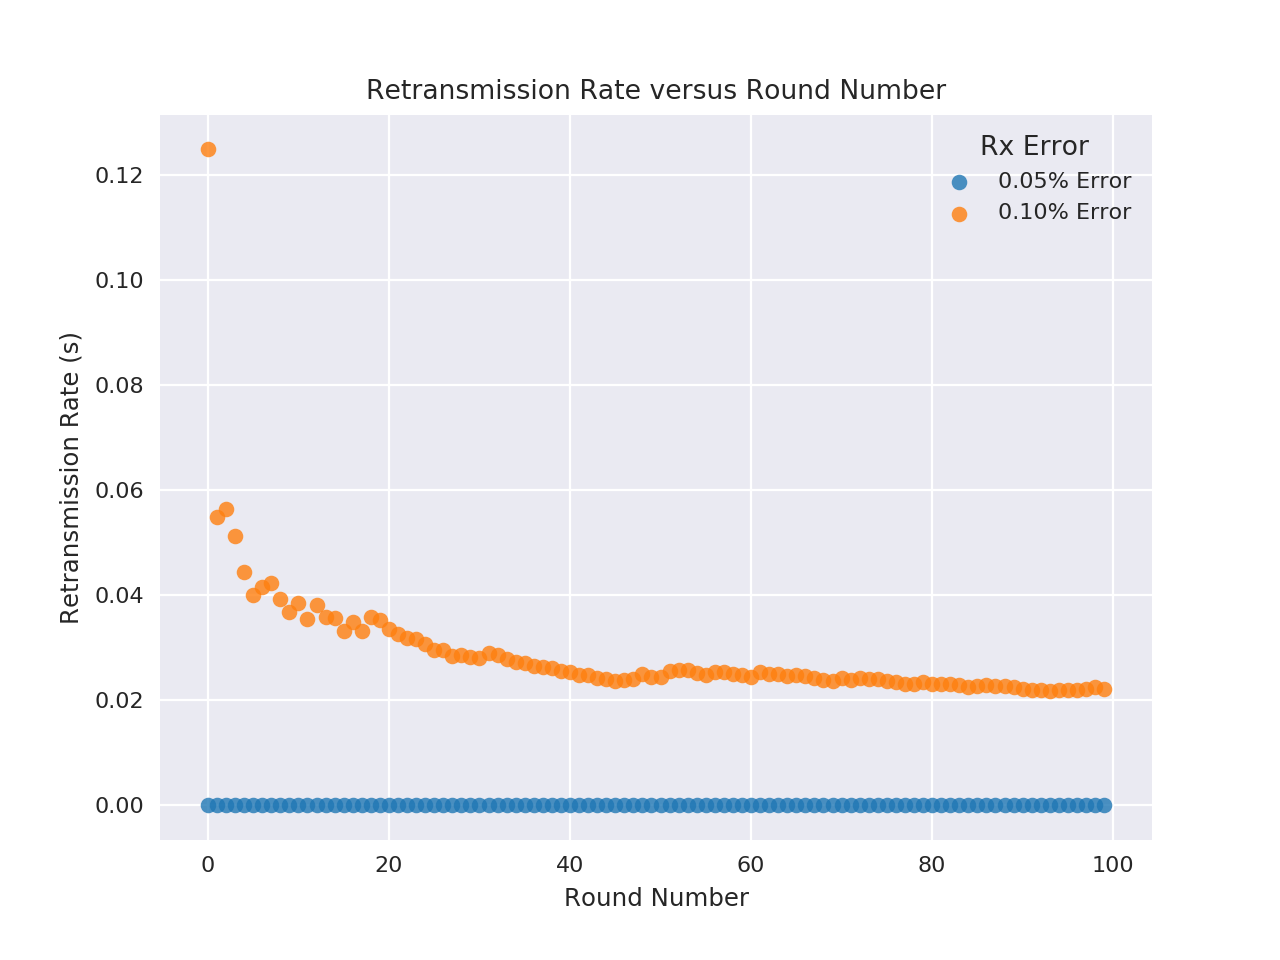 Retransmission Rate versus Round Number
Rx Error
0.05% Error
0.10% Error
Retransmission Rate (s)
0.12
0.10
0.08
0.06
0.04
0.02
0.00
0 20 40 60 80 100
Round Number